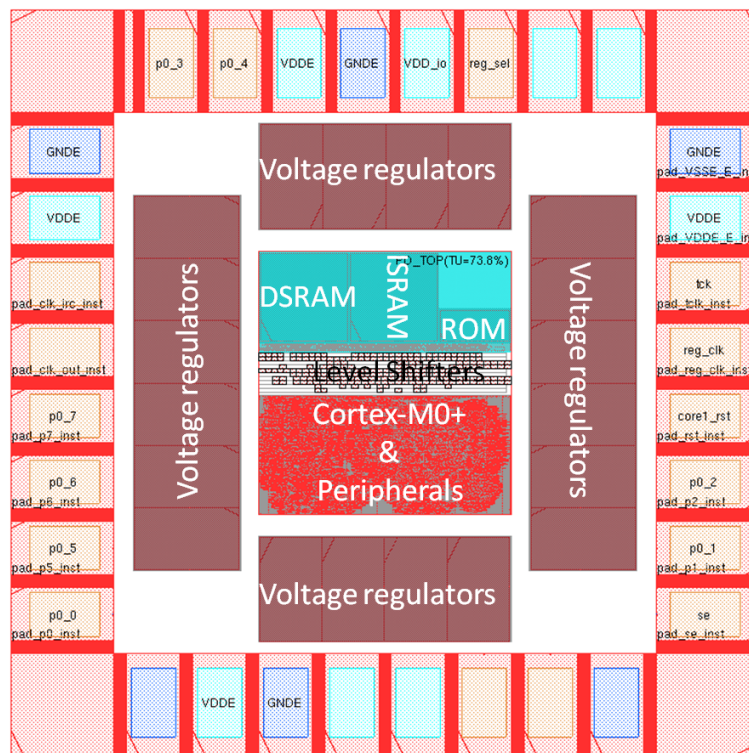 p0_3
p0_4
VDDE
GNDE
VDD_io
reg_sel
GNDE
Voltage regulators
GNDE
pad_VSSE_E_in
VDDE
VDDE
pad_VDDE_E_in
Voltage regulators
DSRAM
ISRAM
PD_TOP(TU=73.8%)
ROM
Voltage regulators
pad_clk_irc_inst
tck
pad_tclk_inst
pad_clk_out_inst
Level Shifters
reg_clk
pad_reg_clk_ins
p0_7
pad_p7_inst
Cortex-M0+
&
Peripherals
core1_rst
pad_rst_inst
p0_6
pad_p6_inst
p0_2
pad_p2_inst
p0_5
pad_p5_inst
p0_1
pad_p1_inst
p0_0
pad_p0_inst
Voltage regulators
se
pad_se_inst
VDDE
GNDE